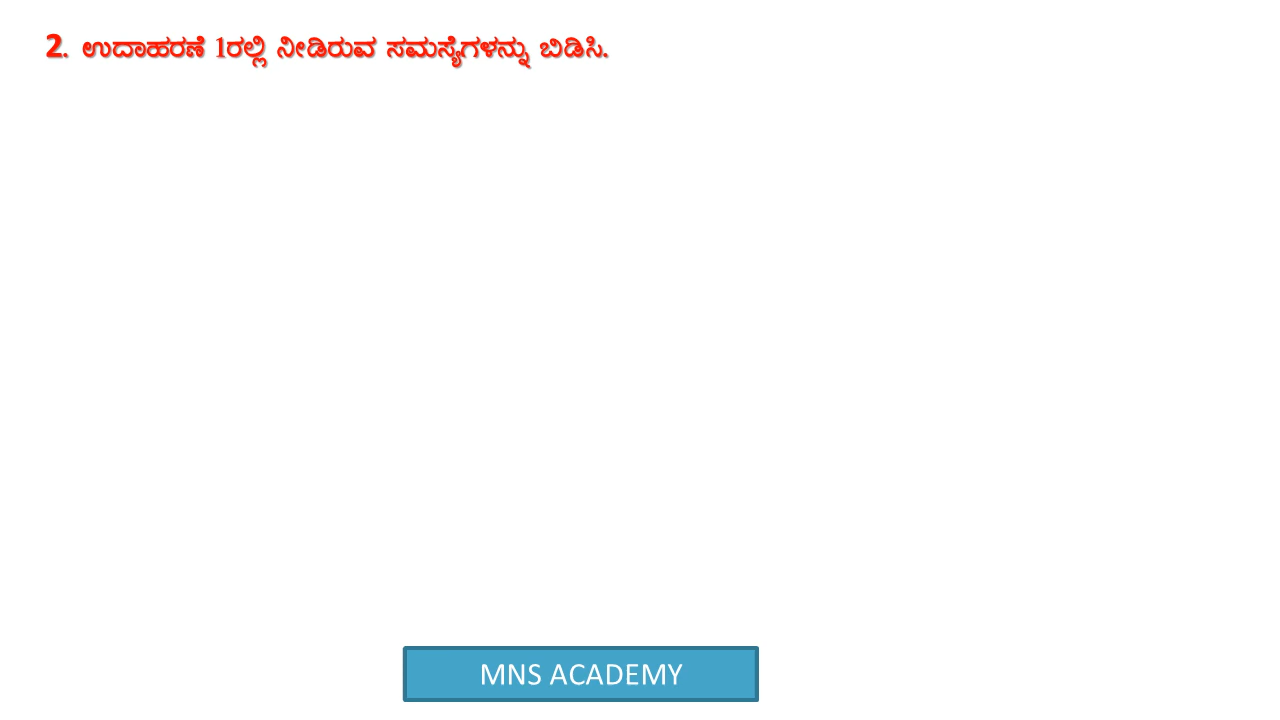 2. ಉದಾಹರಣೆ 1ರಲ್ಲಿ ನೀಡಿರುವ ಸಮಸ್ಯೆಗಳನ್ನು ಬಿಡಿಸಿ.
MNS ACADEMY